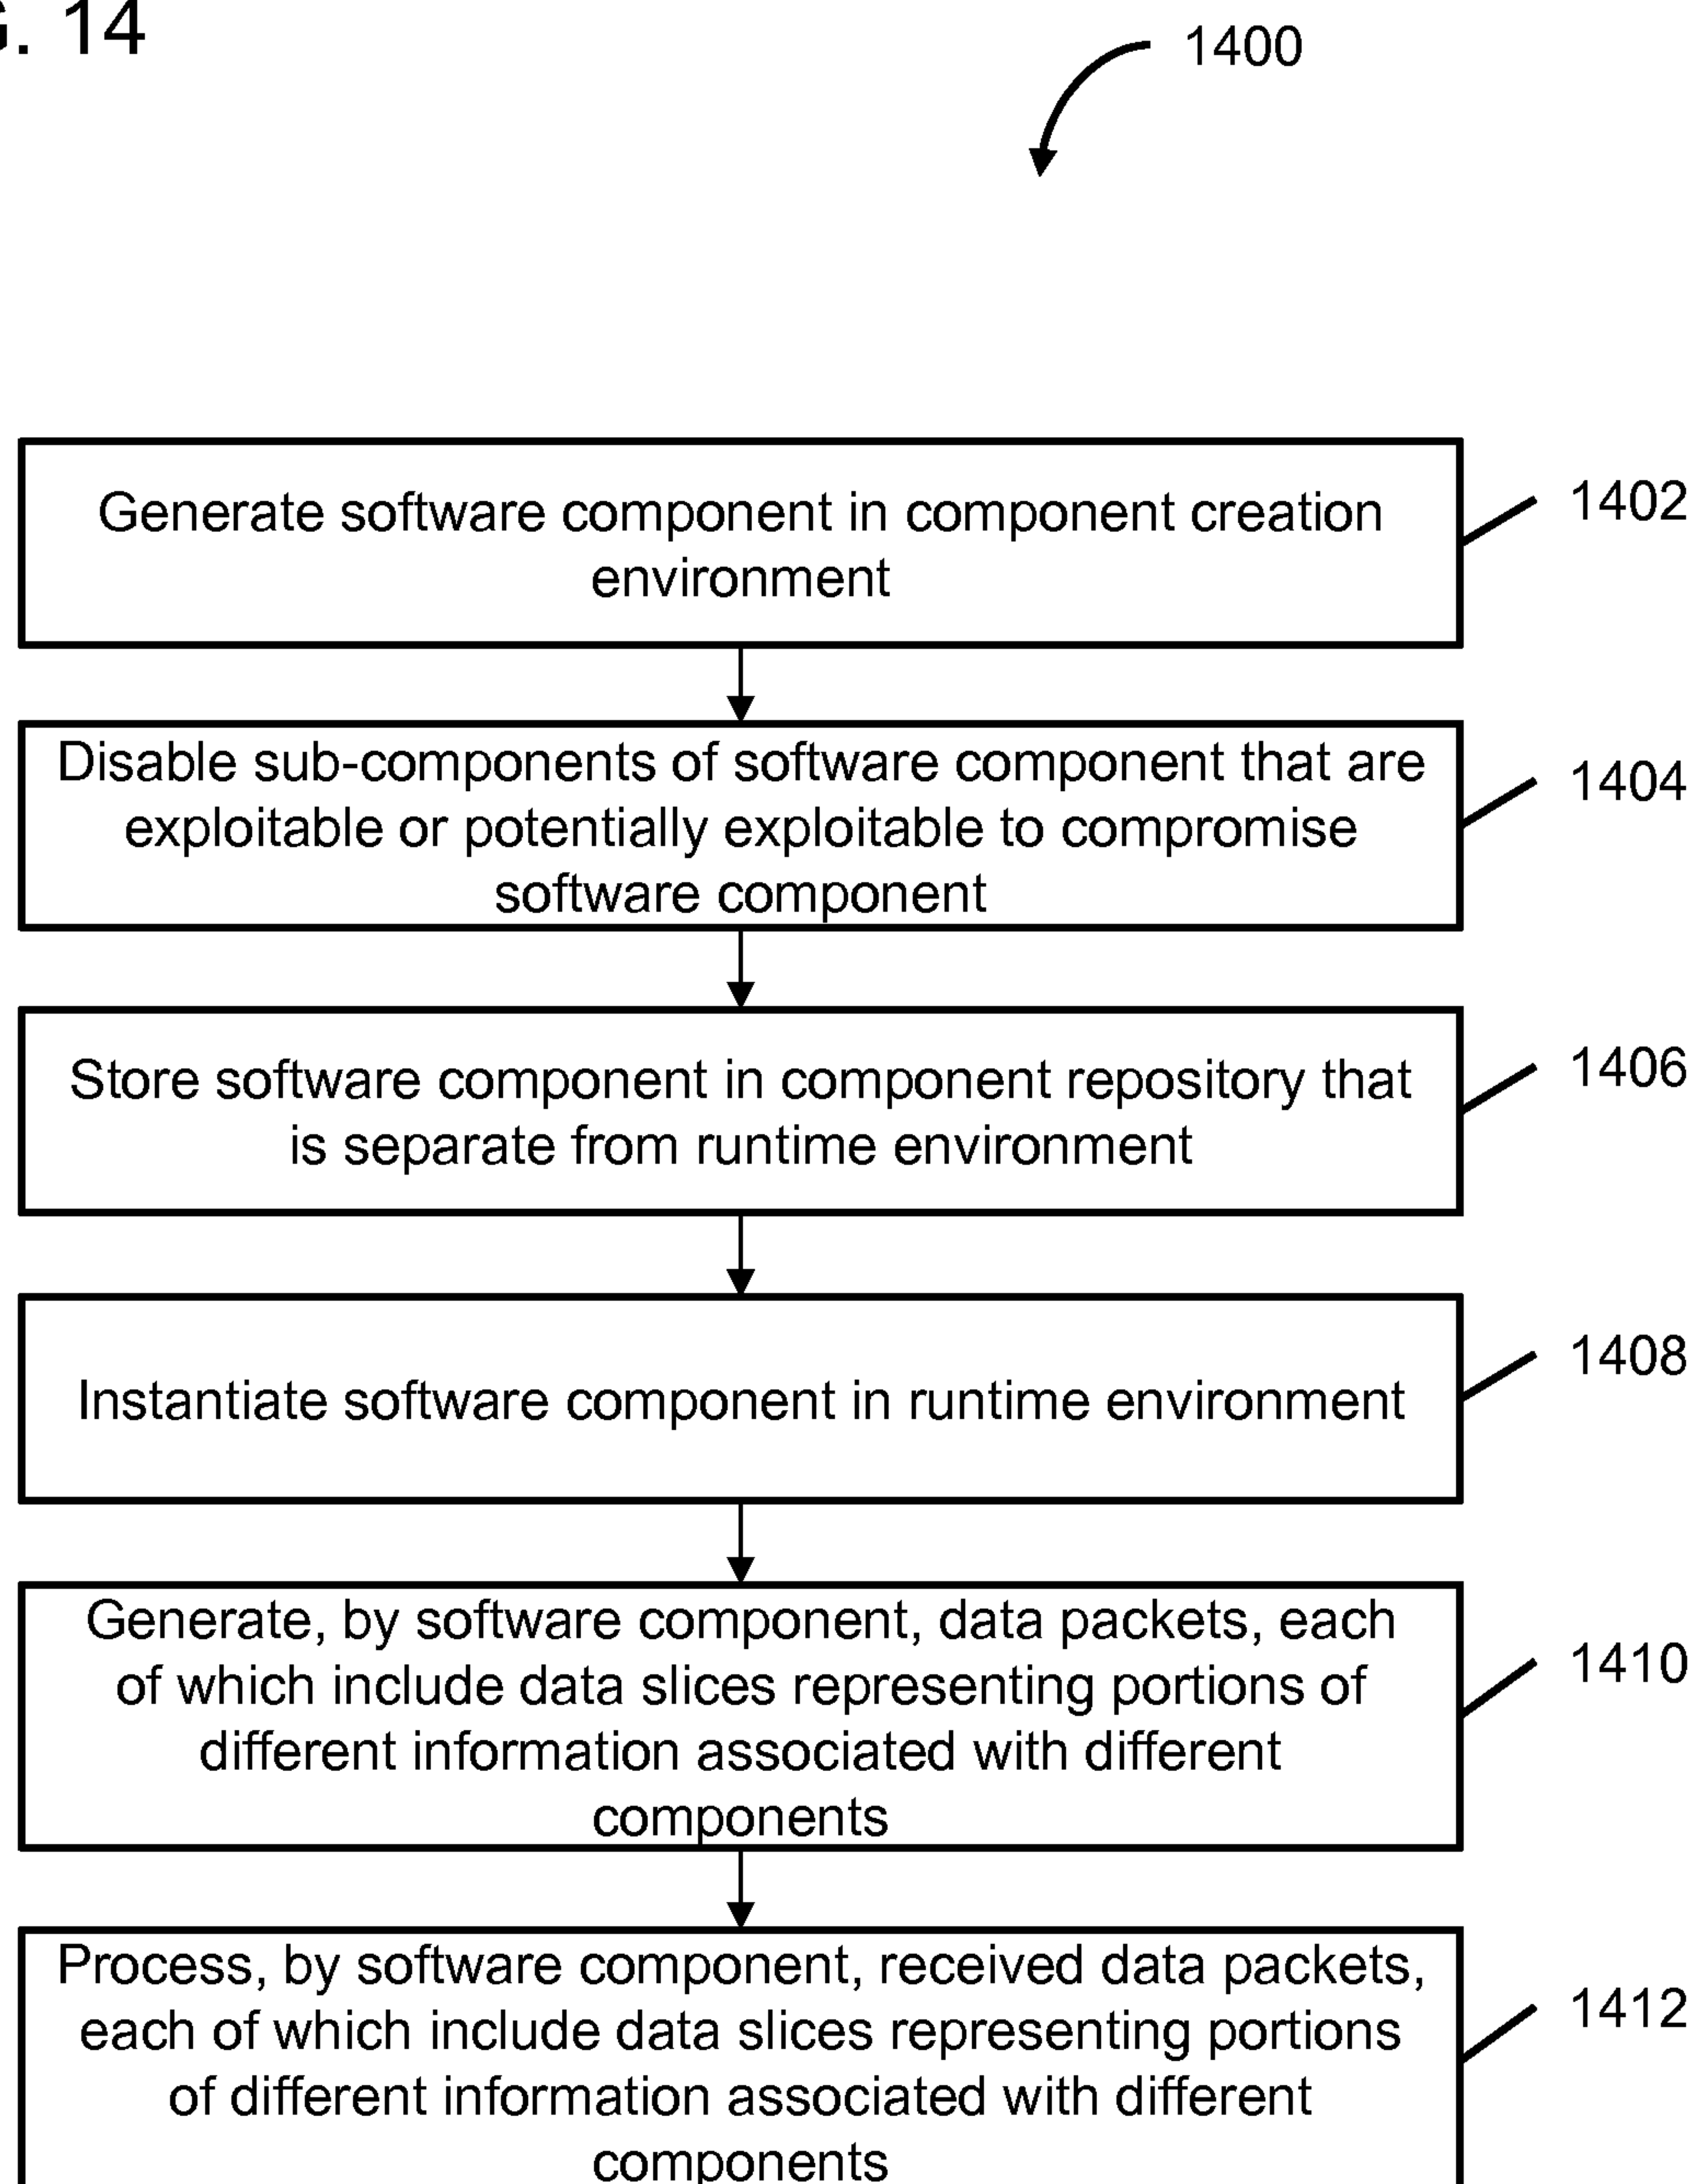 G. 14
1400
Generate software component in component creation
environment
1402
Disable sub-components of software component that are
exploitable or potentially exploitable to compromise
software component
1404
Store software component in component repository that
is separate from runtime environment
1406
Instantiate software component in runtime environment
1408
Generate, by software component, data packets, each
of which include data slices representing portions of
different information associated with different
components
1410
Process, by software component, received data packets,
each of which include data slices representing portions
of different information associated with different
components
1412